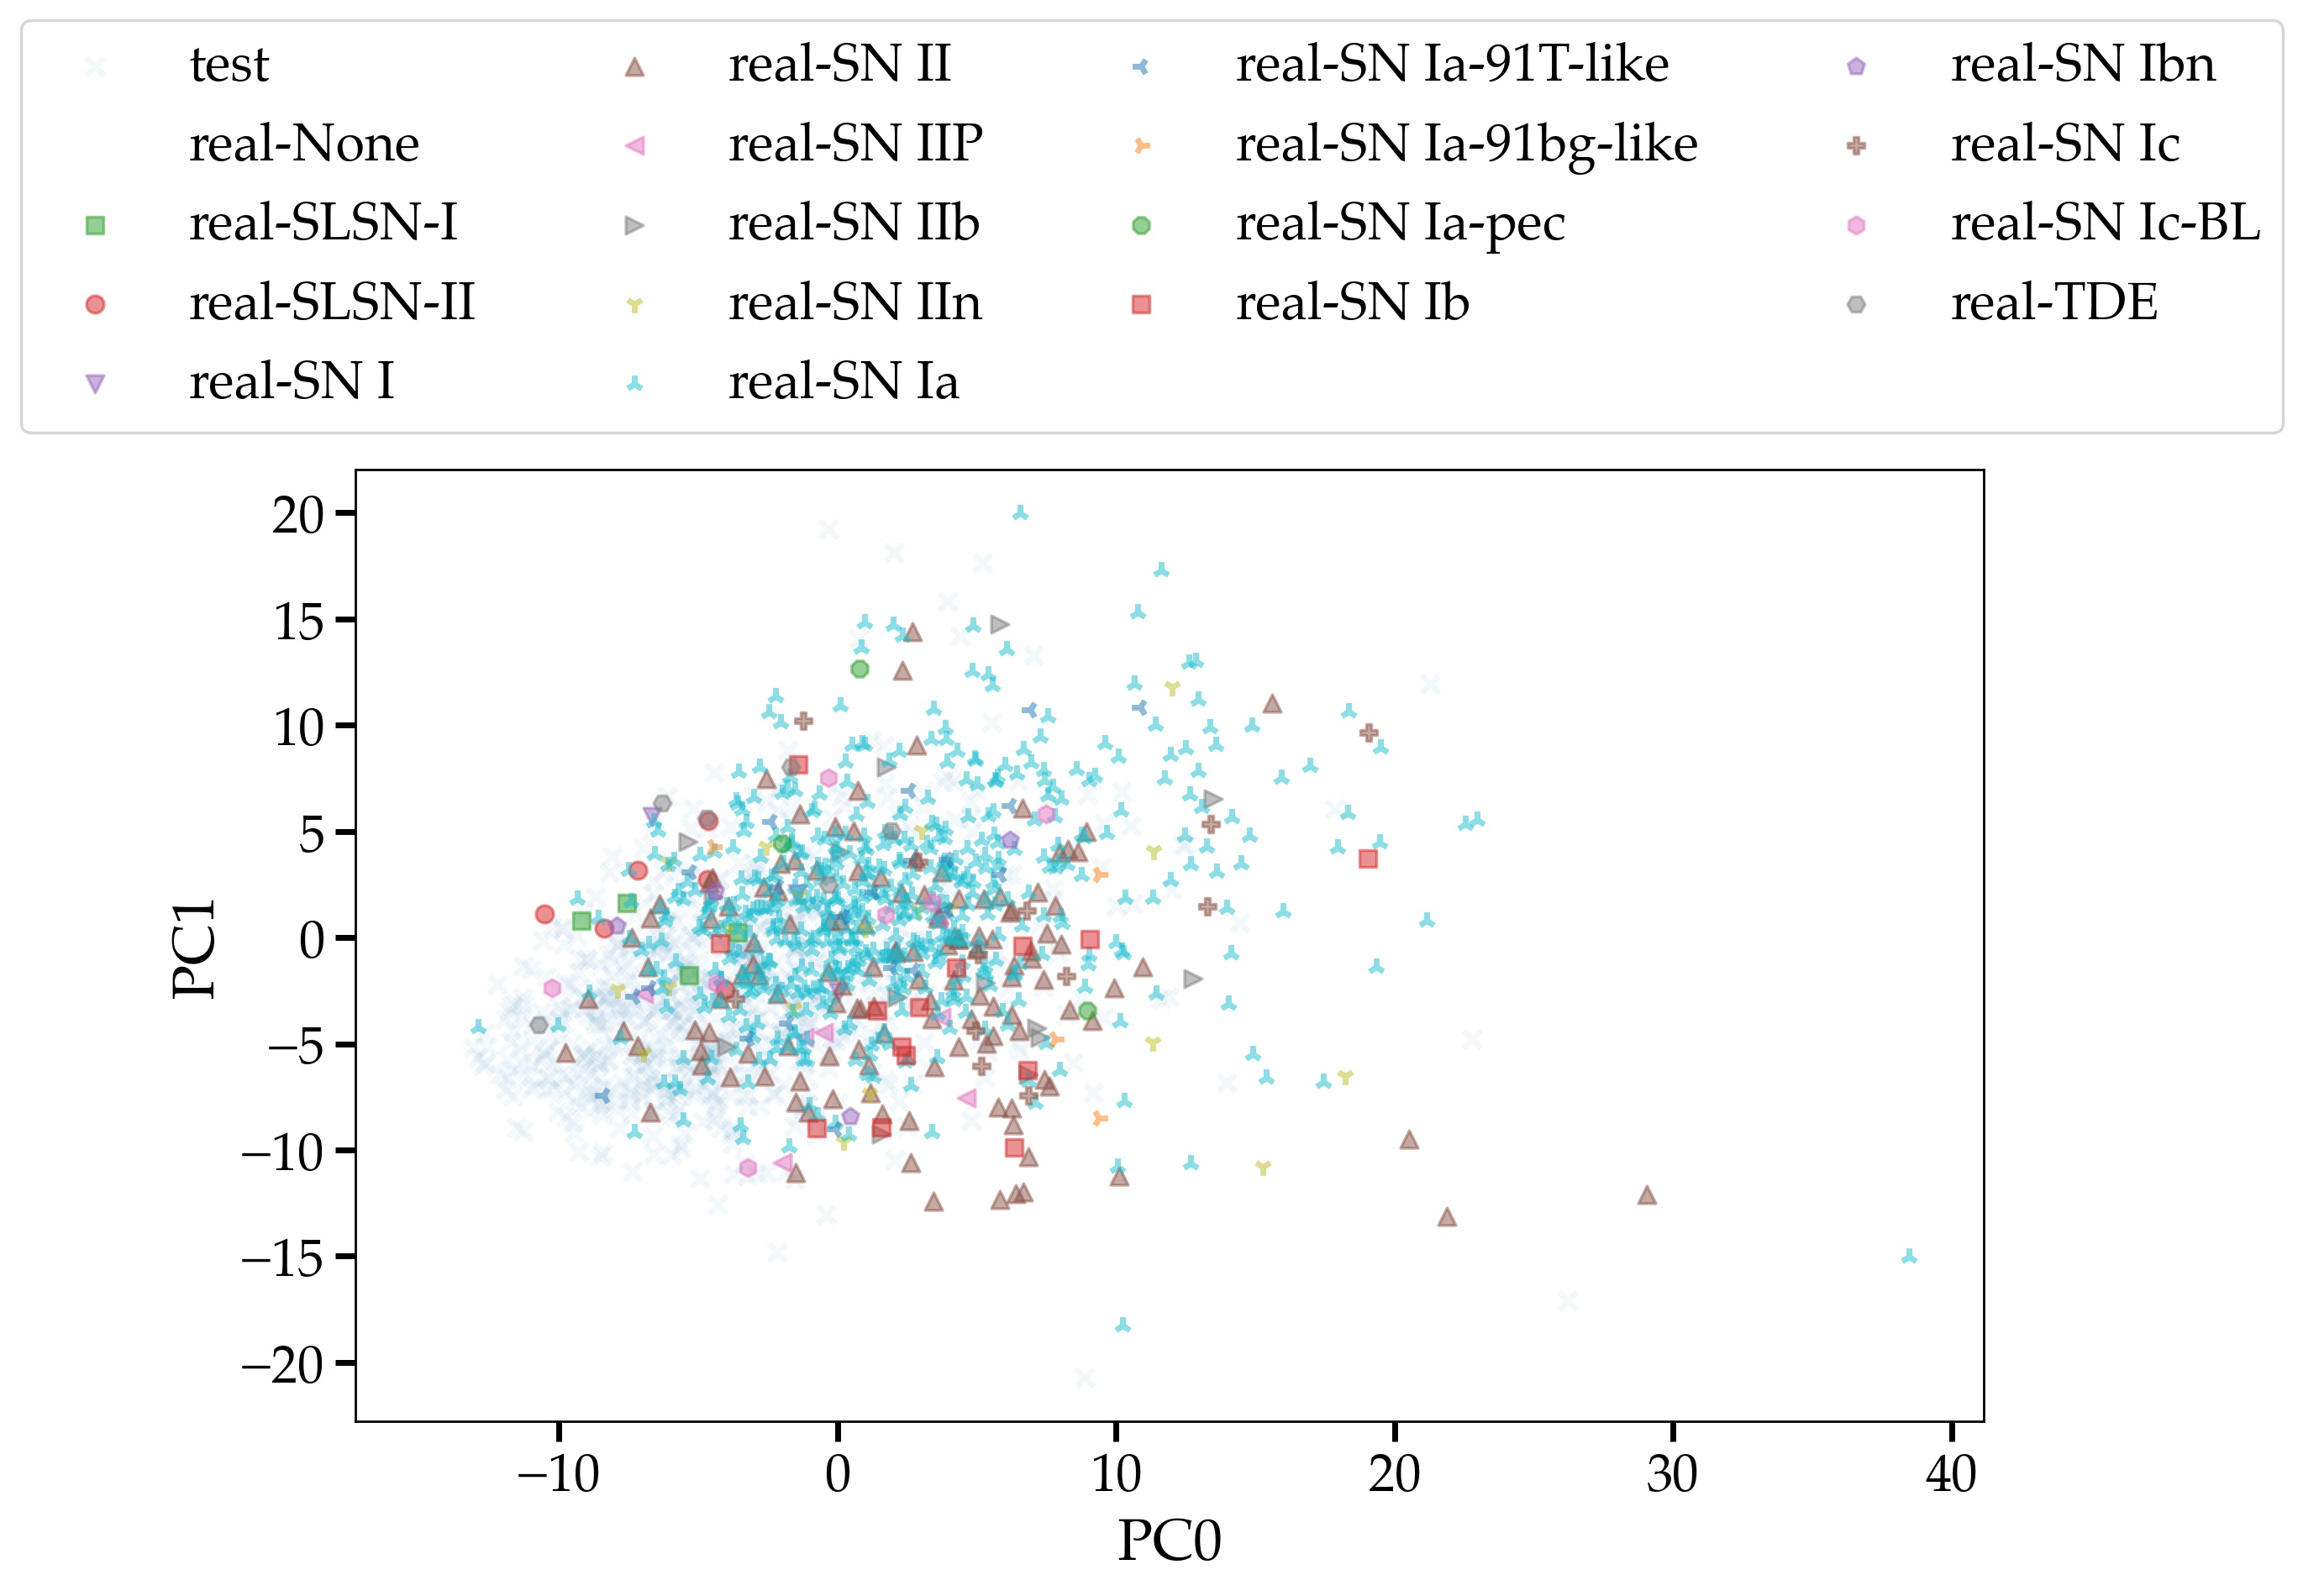 test
real-None
real-SLSN-I
real-SLSN-II
real-SN I
real-SN II
real-SN IIP
real-SN IIb
real-SN IIn
real-SN Ia
real-SN Ia-91T-like
real-SN Ia-91bg-like
real-SN Ia-pec
real-SN Ib
real-SN Ibn
real-SN Ic
real-SN Ic-BL
real-TDE
PC1
20
15
10
5
0
−5
−10
−15
−20
−10
0
10
20
30
40
PC0